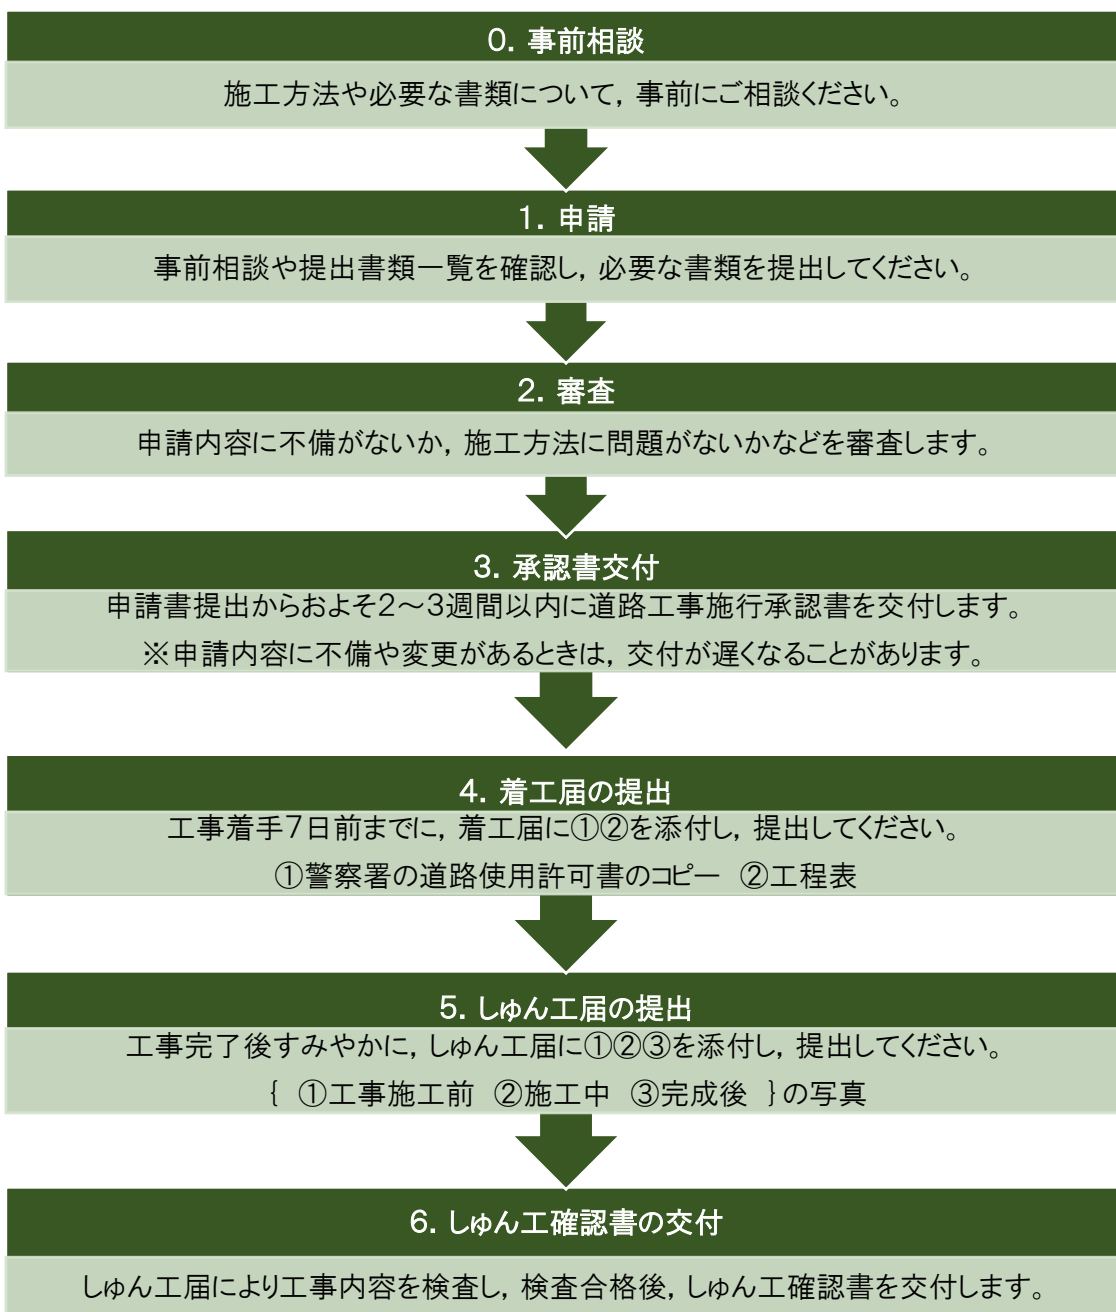 0．事前相談
施工方法や必要な書類について，事前にご相談ください。
1．申請
事前相談や提出書類一覧を確認し，必要な書類を提出してください。
2．審査
申請内容に不備がないか，施工方法に問題がないかなどを審査します。
3．承認書交付
申請書提出からおよそ2～3週間以内に道路工事施行承認書を交付します。
※申請内容に不備や変更があるときは，交付が遅くなることがあります。
4．着工届の提出
工事着手7日前までに，着工届に①②を添付し，提出してください。
①警察署の道路使用許可書のコピー　②工程表
5．しゅん工届の提出
工事完了後すみやかに，しゅん工届に①②③を添付し，提出してください。
｛　①工事施工前　②施工中　③完成後　｝の写真
6．しゅん工確認書の交付
しゅん工届により工事内容を検査し，検査合格後，しゅん工確認書を交付します。